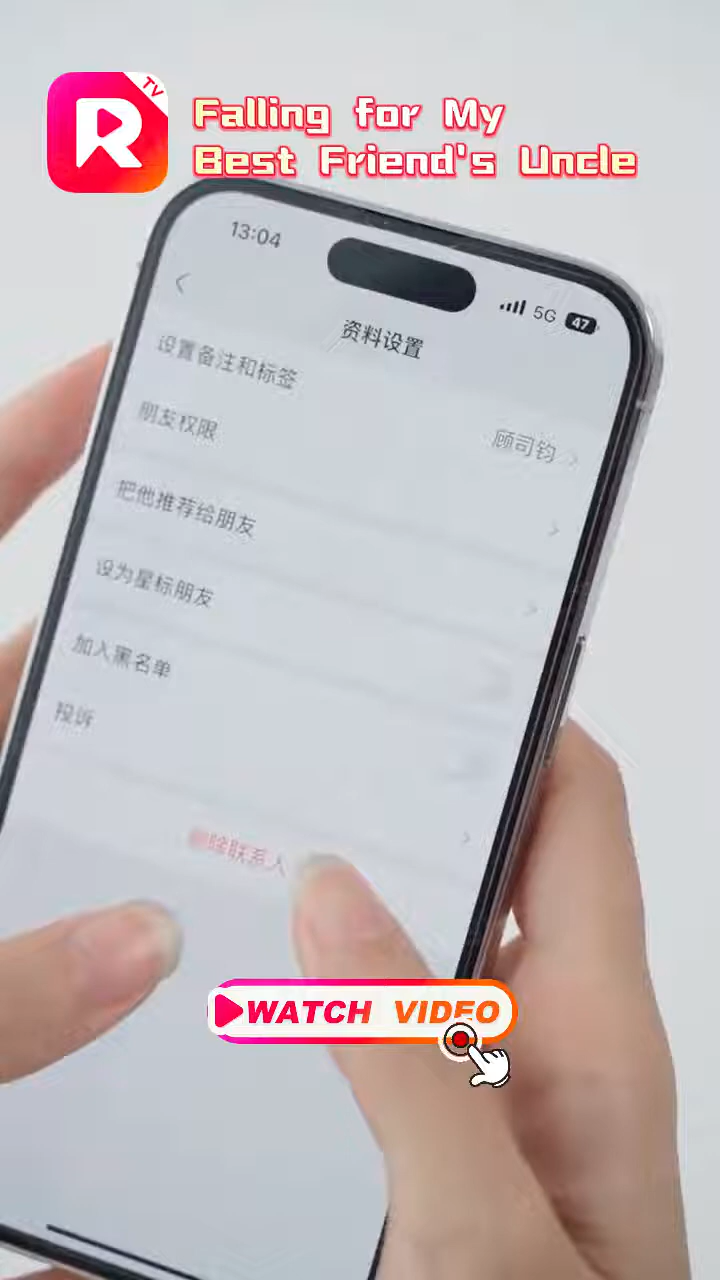 TV
R
Falling for My
Best Friend's Uncle
13:04
5G 47
资料设置
设置备注和标签
顾司钧
朋友权限
把他推荐给朋友
设为星标朋友
加入黑名单
投诉
删除联系人
WATCH VIDEO